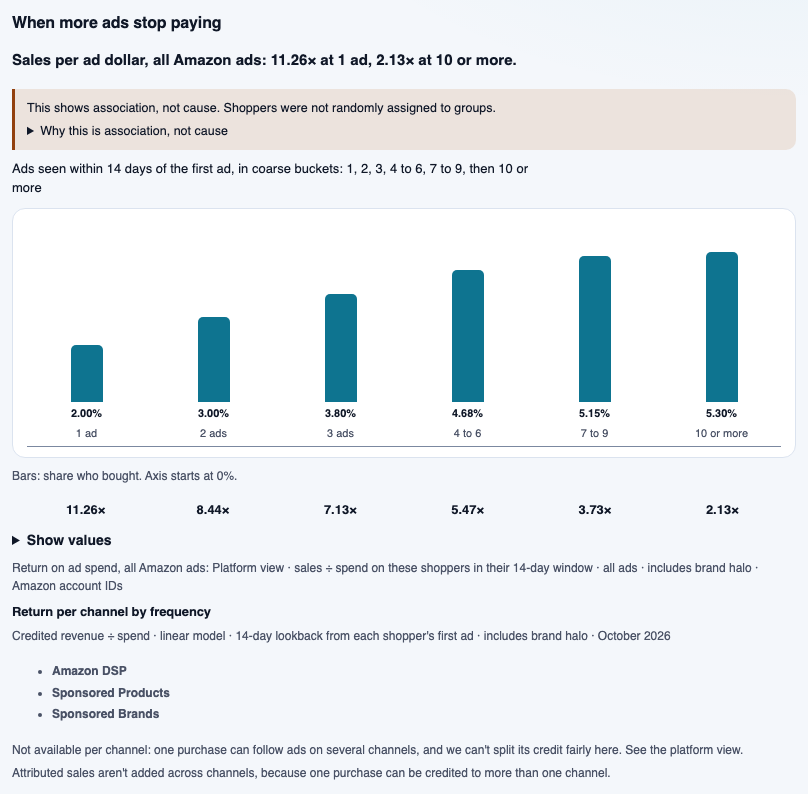 When more ads stop paying
Sales per ad dollar, all Amazon ads: 11.26× at 1 ad, 2.13× at 10 or more.
This shows association, not cause. Shoppers were not randomly assigned to groups.
▶ Why this is association, not cause
Ads seen within 14 days of the first ad, in coarse buckets: 1, 2, 3, 4 to 6, 7 to 9, then 10 or
more
2.00% 3.00% 3.80% 4.68% 5.15% 5.30%
1 ad 2 ads 3 ads 4 to 6 7 to 9 10 or more
Bars: share who bought. Axis starts at 0%.
11.26× 8.44× 7.13× 5.47× 3.73× 2.13×
▶ Show values
Return on ad spend, all Amazon ads: Platform view · sales ÷ spend on these shoppers in their 14-day window · all ads · includes brand halo ·
Amazon account IDs
Return per channel by frequency
Credited revenue ÷ spend · linear model · 14-day lookback from each shopper's first ad · includes brand halo · October 2026
• Amazon DSP
• Sponsored Products
• Sponsored Brands
Not available per channel: one purchase can follow ads on several channels, and we can't split its credit fairly here. See the platform view.
Attributed sales aren't added across channels, because one purchase can be credited to more than one channel.